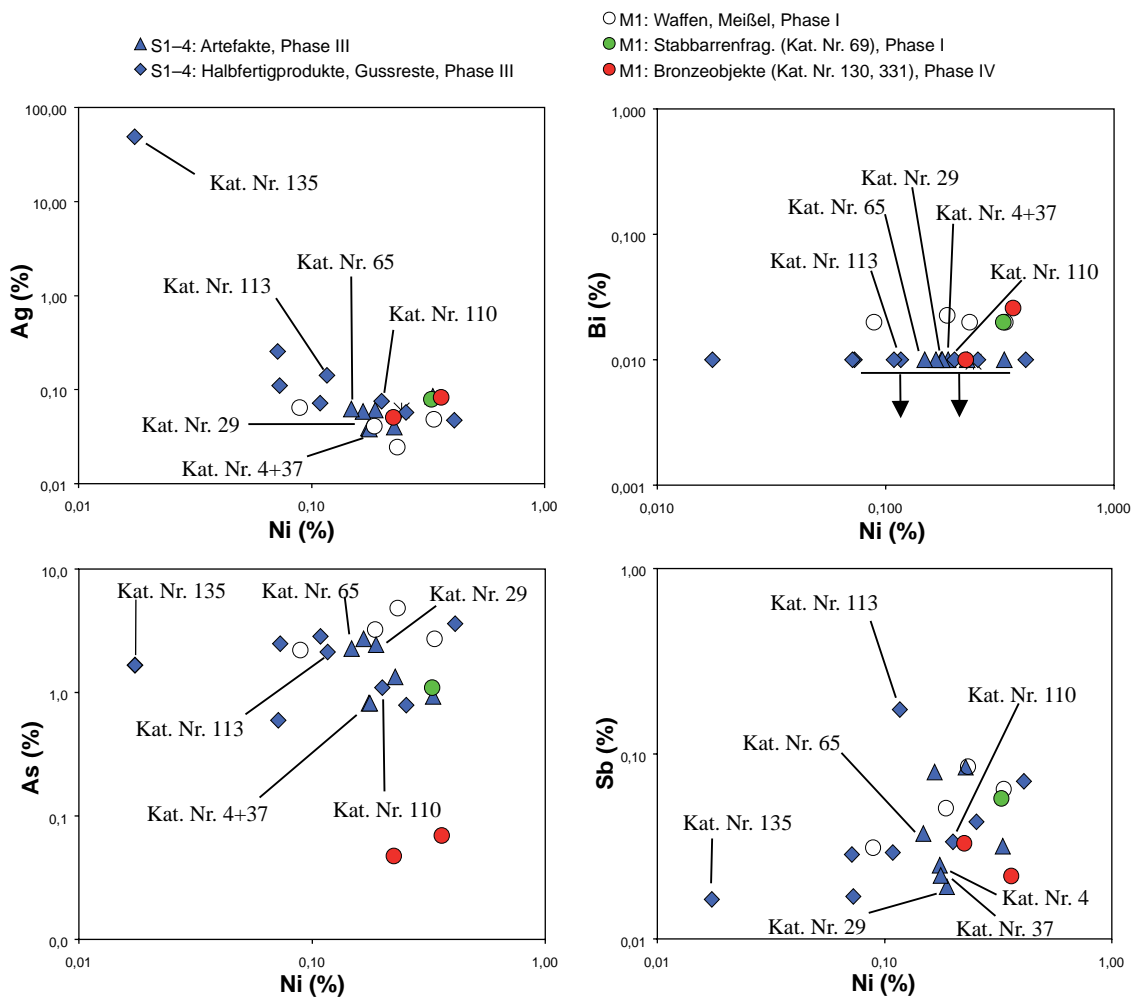 S1–4: Artefakte, Phase III
S1–4: Halbfertigprodukte, Gussreste, Phase III
M1: Waffen, Meißel, Phase I
M1: Stabbarrenfrag. (Kat. Nr. 69), Phase I
M1: Bronzeobjekte (Kat. Nr. 130, 331), Phase IV
100,00
10,00
1,00
0,10
0,01
Ag (%)
Kat. Nr. 135
Kat. Nr. 65
Kat. Nr. 113
Kat. Nr. 110
Kat. Nr. 29
Kat. Nr. 4+37
0,01
0,10
1,00
Ni (%)
1,000
0,100
0,010
0,001
Bi (%)
Kat. Nr. 29
Kat. Nr. 65
Kat. Nr. 4+37
Kat. Nr. 113
Kat. Nr. 110
0,010
0,100
1,000
Ni (%)
10,0
1,0
0,1
0,0
As (%)
Kat. Nr. 135
Kat. Nr. 65
Kat. Nr. 29
Kat. Nr. 113
Kat. Nr. 4+37
Kat. Nr. 110
0,01
0,10
1,00
Ni (%)
1,00
0,10
0,01
Sb (%)
Kat. Nr. 113
Kat. Nr. 110
Kat. Nr. 65
Kat. Nr. 135
Kat. Nr. 4
Kat. Nr. 29
Kat. Nr. 37
0,01
0,10
1,00
Ni (%)